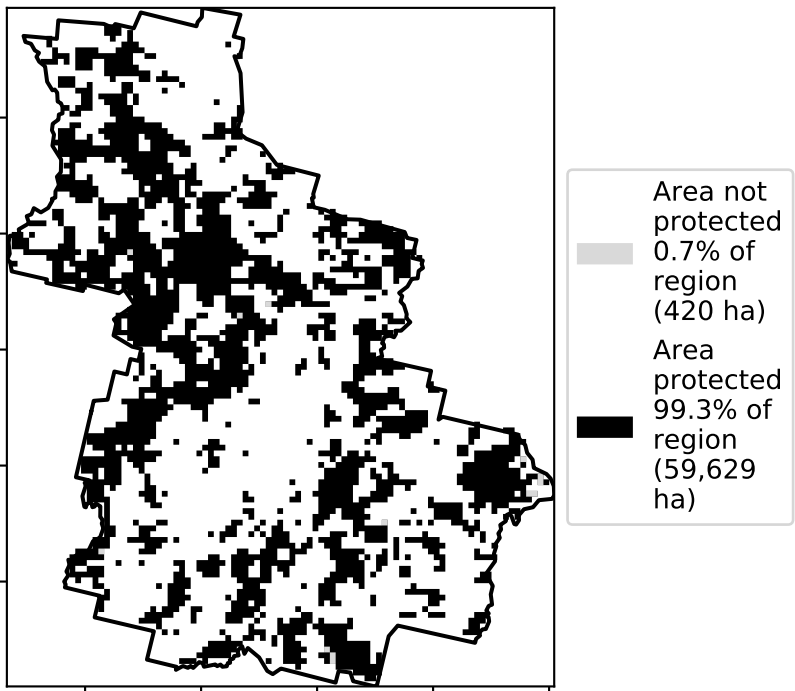 Area not
protected
0.7% of
region
(420 ha)
Area
protected
99.3% of
region
(59,629
ha)